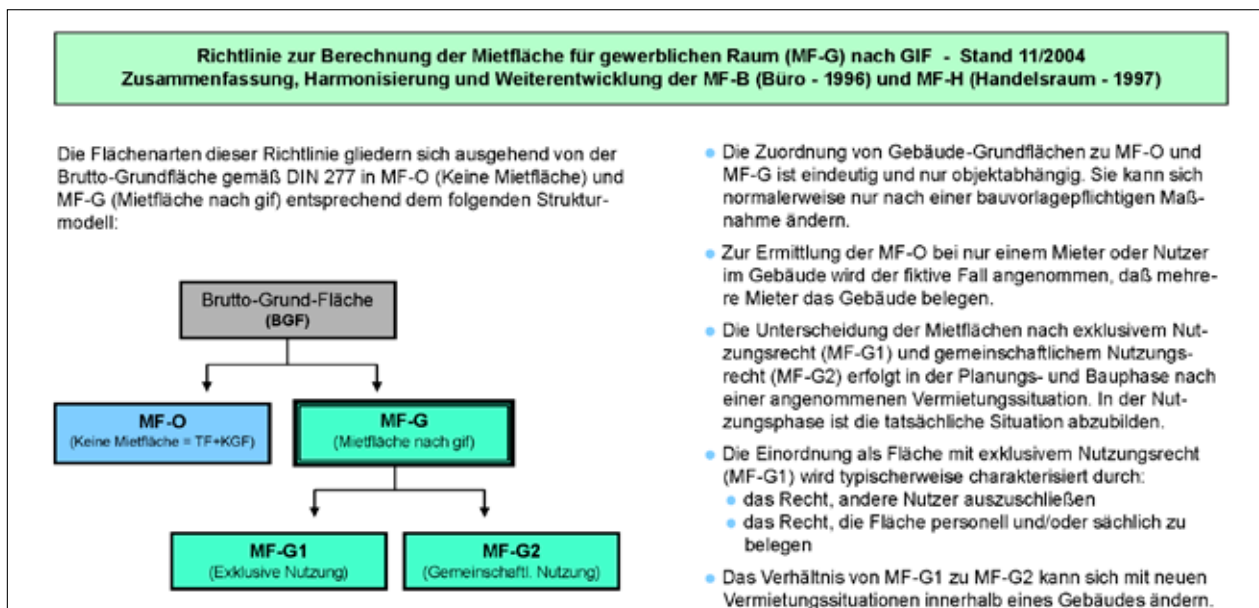 Richtlinie zur Berechnung der Mietfläche für gewerblichen Raum (MF-G) nach GIF - Stand 11/2004
Zusammenfassung, Harmonisierung und Weiterentwicklung der MF-B (Büro - 1996) und MF-H (Handelsraum - 1997)
Die Flächenarten dieser Richtlinie gliedern sich ausgehend von der
Brutto-Grundfläche gemäß DIN 277 in MF-O (Keine Mietfläche) und
MF-G (Mietfläche nach gif) entsprechend dem folgenden Struktur-
modell:
Brutto-Grund-Fläche
(BGF)
MF-O
(Keine Mietfläche = TF+KGF)
MF-G
(Mietfläche nach gif)
MF-G1
(Exklusive Nutzung)
MF-G2
(Gemeinschaftl. Nutzung)
Die Zuordnung von Gebäude-Grundflächen zu MF-O und
MF-G ist eindeutig und nur objektabhängig. Sie kann sich
normalerweise nur nach einer bauvorlagepflichtigen Maß-
nahme ändern.
Zur Ermittlung der MF-O bei nur einem Mieter oder Nutzer
im Gebäude wird der fiktive Fall angenommen, daß mehre-
re Mieter das Gebäude belegen.
Die Unterscheidung der Mietflächen nach exklusivem Nut-
zungsrecht (MF-G1) und gemeinschaftlichem Nutzungs-
recht (MF-G2) erfolgt in der Planungs- und Bauphase nach
einer angenommenen Vermietungssituation. In der Nut-
zungsphase ist die tatsächliche Situation abzubilden.
Die Einordnung als Fläche mit exklusivem Nutzungsrecht
(MF-G1) wird typischerweise charakterisiert durch:
das Recht, andere Nutzer auszuschließen
das Recht, die Fläche personell und/oder sächlich zu
belegen
Das Verhältnis von MF-G1 zu MF-G2 kann sich mit neuen
Vermietungssituationen innerhalb eines Gebäudes ändern.